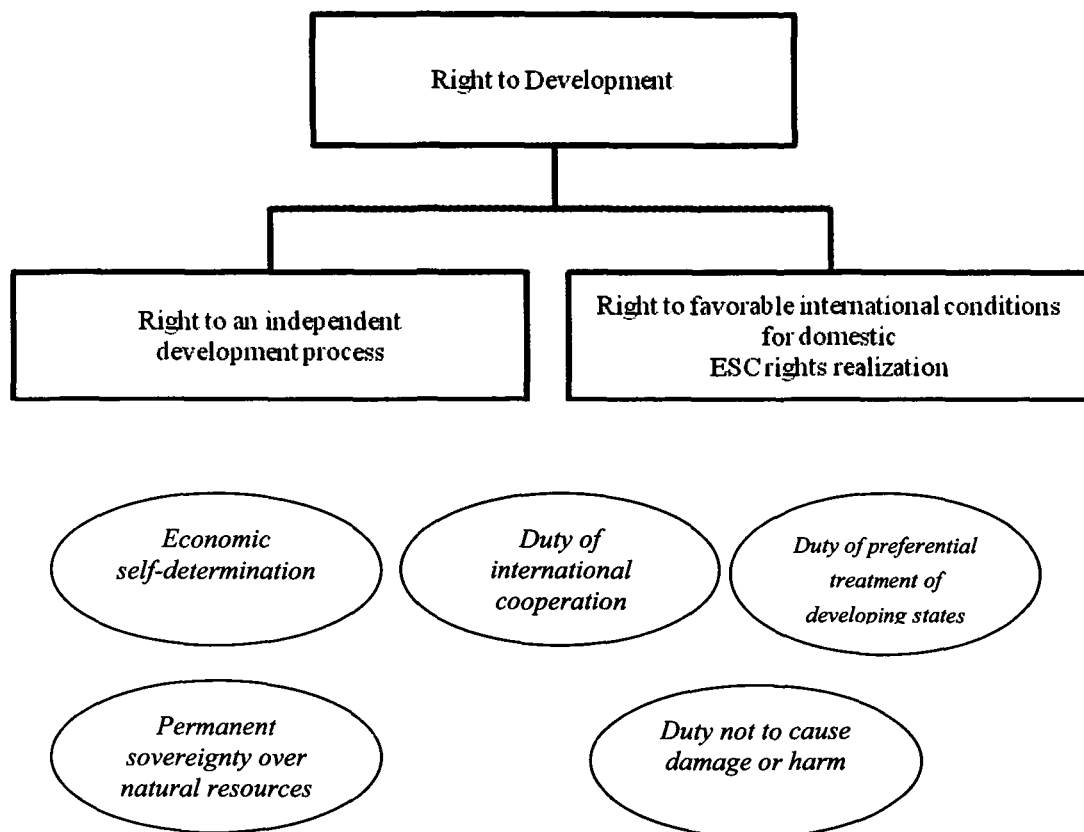 Right to Development
Right to an independent
development process
Right to favorable international conditions
for domestic
ESC rights realization
Economic
self-determination
Duty of
international
cooperation
Duty of preferential
treatment of
developing states
Permanent
sovereignty over
natural resources
Duty not to cause
damage or harm